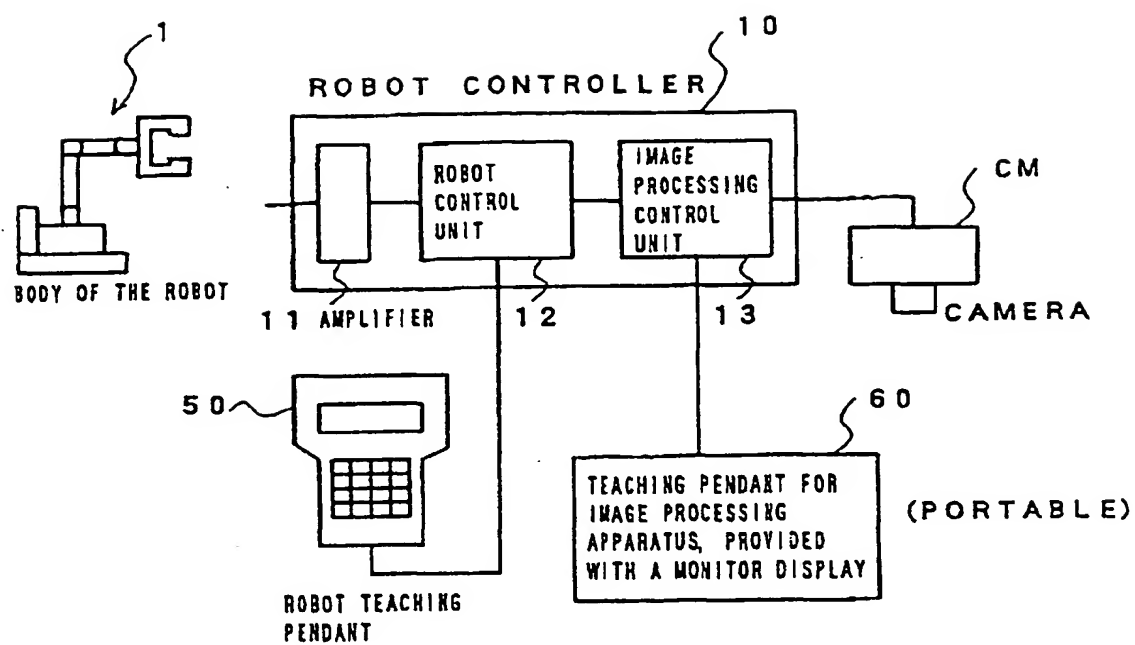 1
10
ROBOT CONTROLLER
ROBOT
CONTROL
UNIT
IMAGE
PROCESSING
CONTROL
UNIT
CM
BODY OF THE ROBOT
11 AMPLIFIER
12
13
CAMERA
50
60
TEACHING PENDANT FOR
IMAGE PROCESSING
APPARATUS, PROVIDED
WITH A MONITOR DISPLAY
(PORTABLE)
ROBOT TEACHING
PENDANT